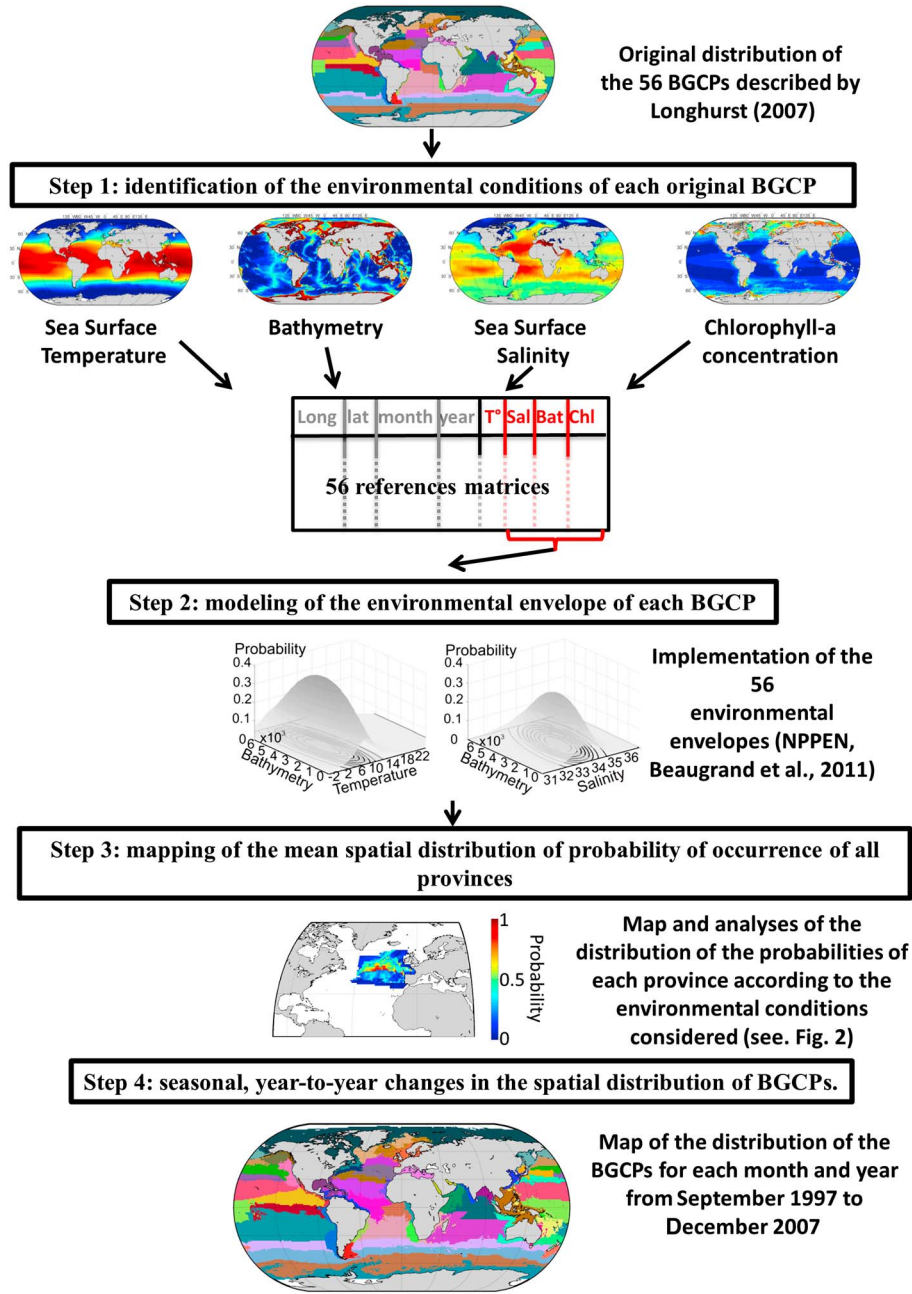 Original distribution of
the 56 BGCPs described by
Longhurst (2007)
Step 1: identification of the environmental conditions of each original BGCP
Sea Surface
Temperature
Bathymetry
Sea Surface
Salinity
Chlorophyll-a
concentration
Long lat month year T° Sal Bat Chl
56 references matrices
Step 2: modeling of the environmental envelope of each BGCP
Probability
0.4
0.3
0.2
0.1
0
x10³
6 5 4 3 2 1 0
Bathymetry
-2 2 6 10 14 18 22
Temperature
Probability
0.4
0.3
0.2
0.1
0
x10³
6 5 4 3 2 1 0
Bathymetry
31 32 33 34 35 36
Salinity
Implementation of the
56
environmental
envelopes (NPPEN,
Beaugrand et al., 2011)
Step 3: mapping of the mean spatial distribution of probability of occurrence of all
provinces
1
0.5
0
Probability
Map and analyses of the
distribution of the probabilities of
each province according to the
environmental conditions
considered (see. Fig. 2)
Step 4: seasonal, year-to-year changes in the spatial distribution of BGCPs.
Map of the distribution of the
BGCPs for each month and year
from September 1997 to
December 2007